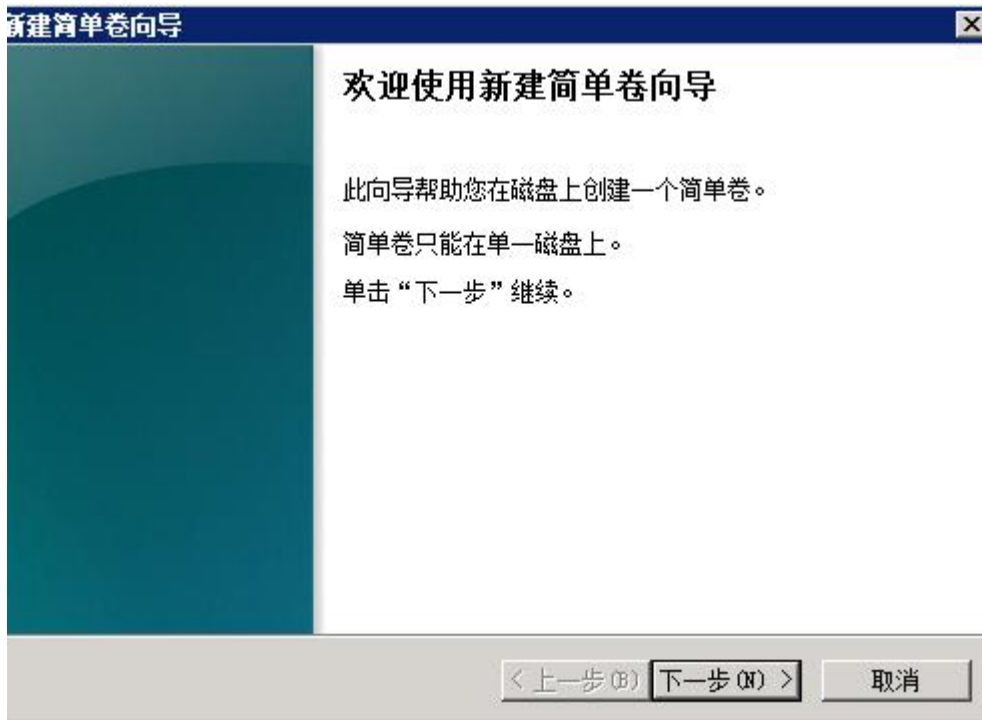 新建简单卷向导
欢迎使用新建简单卷向导
此向导帮助您在磁盘上创建一个简单卷。
简单卷只能在单一磁盘上。
单击“下一步”继续。
< 上一步(B) 下一步(N) > 取消